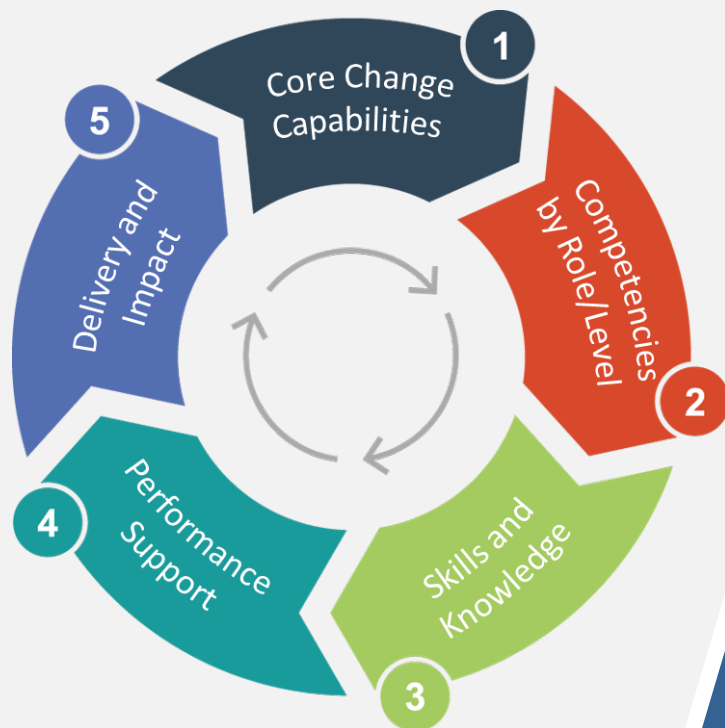 1
Core Change
Capabilities
2
Competencies
by Role/Level
3
Skills and
Knowledge
4
Performance
Support
5
Delivery and
Impact